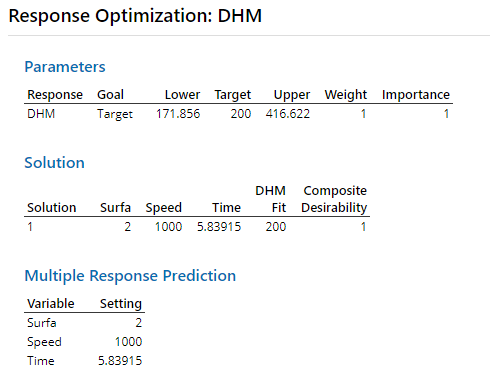 Response Optimization: DHM
Parameters
Response Goal Lower Target Upper Weight Importance
DHM Target 171.856 200 416.622 1 1
Solution
DHM Composite
Solution Surfa Speed Time Fit Desirability
1 2 1000 5.83915 200 1
Multiple Response Prediction
Variable Setting
Surfa 2
Speed 1000
Time 5.83915